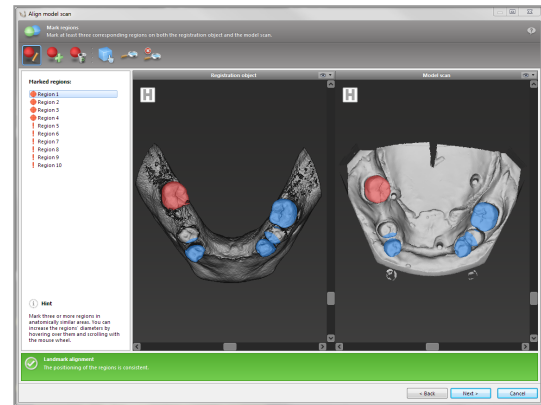 Align model scan
Mark regions
Mark at least three corresponding regions on both the registration object and the model scan.
Marked regions:
Region 1
Region 2
Region 3
Region 4
Region 5
Region 6
Region 7
Region 8
Region 9
Region 10
Registration object
Model scan
H
H
Hint
Mark three or more regions in
anatomically similar areas. You can
increase the regions' diameters by
hovering over them and scrolling with
the mouse wheel.
Landmark alignment
The positioning of the regions is consistent.
« Back
Next »
Cancel